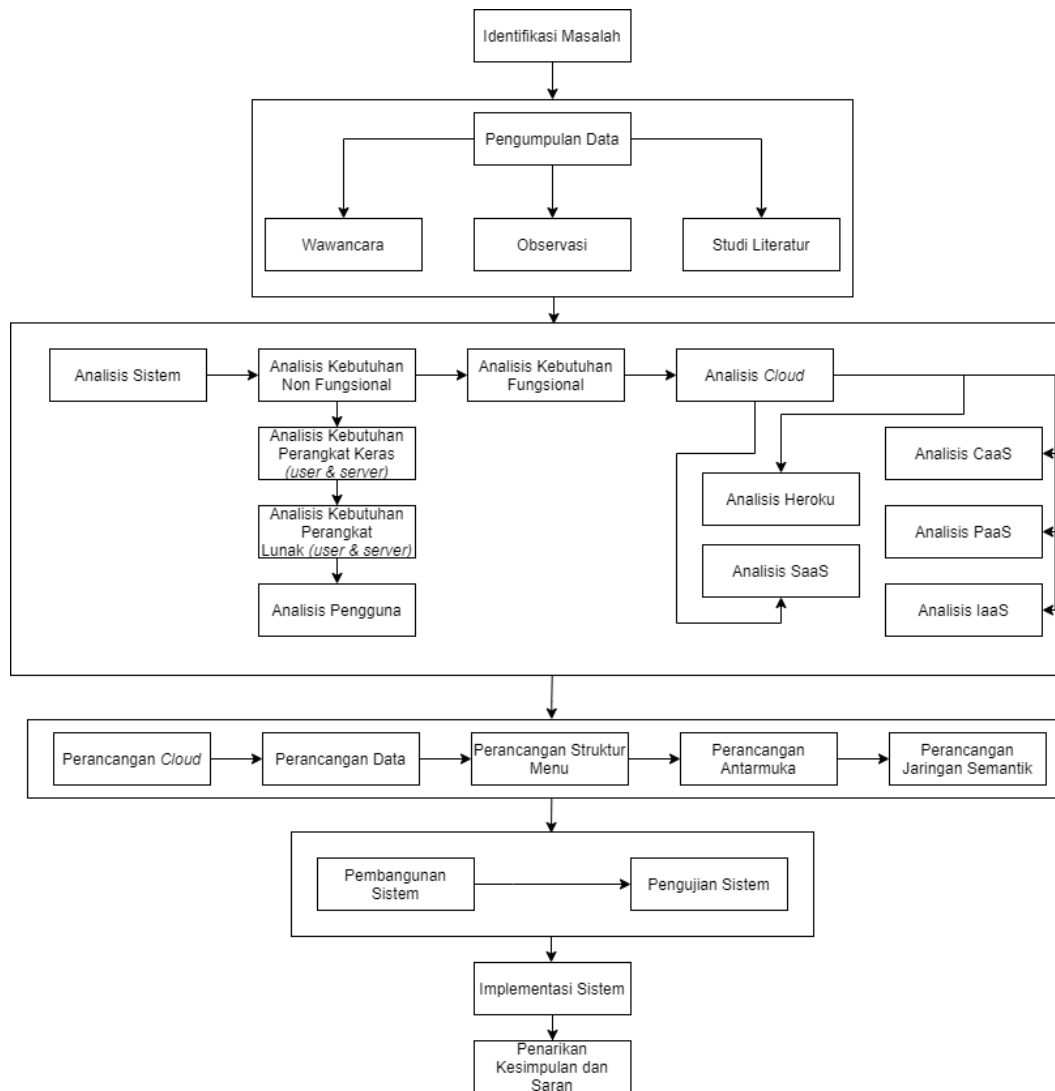 Identifikasi Masalah
Pengumpulan Data
Wawancara
Observasi
Studi Literatur
Analisis Sistem
Analisis Kebutuhan
Non Fungsional
Analisis Kebutuhan
Fungsional
Analisis Cloud
Analisis Kebutuhan
Perangkat Keras
(user & server)
Analisis Kebutuhan
Perangkat
Lunak (user & server)
Analisis Pengguna
Analisis Heroku
Analisis SaaS
Analisis CaaS
Analisis PaaS
Analisis IaaS
Perancangan Cloud
Perancangan Data
Perancangan Struktur
Menu
Perancangan
Antarmuka
Perancangan
Jaringan Semantik
Pembangunan
Sistem
Pengujian Sistem
Implementasi Sistem
Penarikan
Kesimpulan dan
Saran